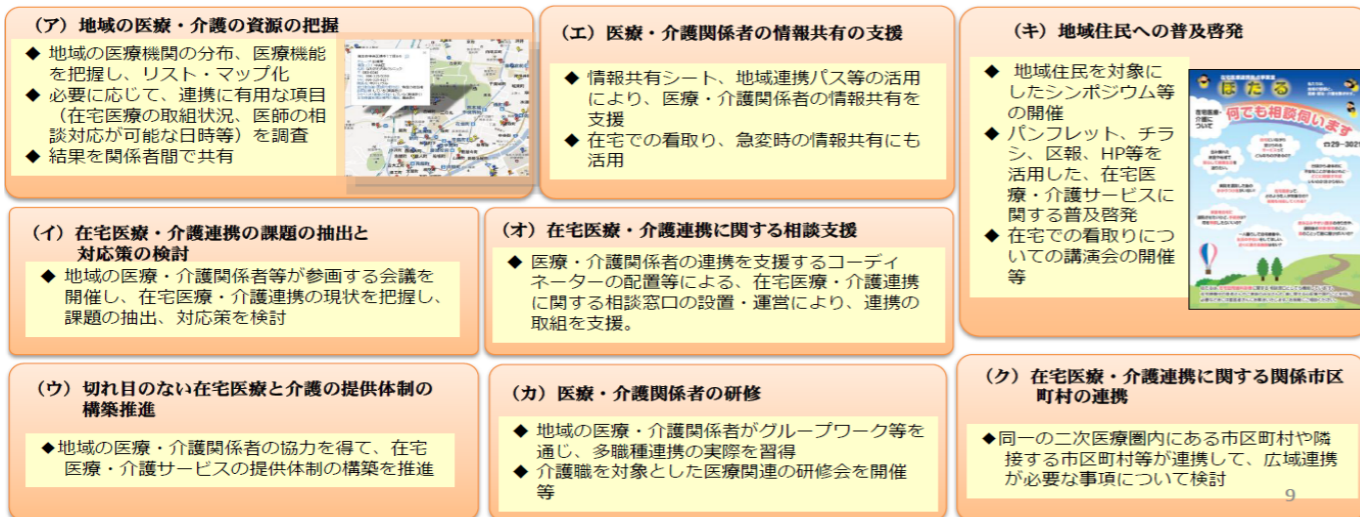 （ア）地域の医療・介護の資源の把握
◆ 地域の医療機関の分布、医療機能
を把握し、リスト・マップ化
◆ 必要に応じて、連携に有用な項目
（在宅医療の取組状況、医師の相
談対応が可能な日時等）を調査
◆ 結果を関係者間で共有
（イ）在宅医療・介護連携の課題の抽出と
対応策の検討
◆ 地域の医療・介護関係者等が参画する会議を
開催し、在宅医療・介護連携の現状を把握し、
課題の抽出、対応策を検討
（ウ）切れ目のない在宅医療と介護の提供体制の
構築推進
◆地域の医療・介護関係者の協力を得て、在宅
医療・介護サービスの提供体制の構築を推進
（エ）医療・介護関係者の情報共有の支援
◆ 情報共有シート、地域連携パス等の活用
により、医療・介護関係者の情報共有を
支援
◆ 在宅での看取り、急変時の情報共有にも
活用
（オ）在宅医療・介護連携に関する相談支援
◆ 医療・介護関係者の連携を支援するコーディ
ネーターの配置等による、在宅医療・介護連携
に関する相談窓口の設置・運営により、連携の
取組を支援。
（カ）医療・介護関係者の研修
◆ 地域の医療・介護関係者がグループワーク等を
通じ、多職種連携の実際を習得
◆ 介護職を対象とした医療関連の研修会を開催
等
（キ）地域住民への普及啓発
◆ 地域住民を対象に
したシンポジウム等
の開催
◆ パンフレット、チラ
シ、区報、HP等を
活用した、在宅医
療・介護サービスに
関する普及啓発
◆ 在宅での看取りにつ
いての講演会の開催
等
ほたる
在宅医療・
介護に
ついて
何でも相談伺います
☎29-3021
（ク）在宅医療・介護連携に関する関係市区
町村の連携
◆同一の二次医療圏内にある市区町村や隣
接する市区町村等が連携して、広域連携
が必要な事項について検討
9